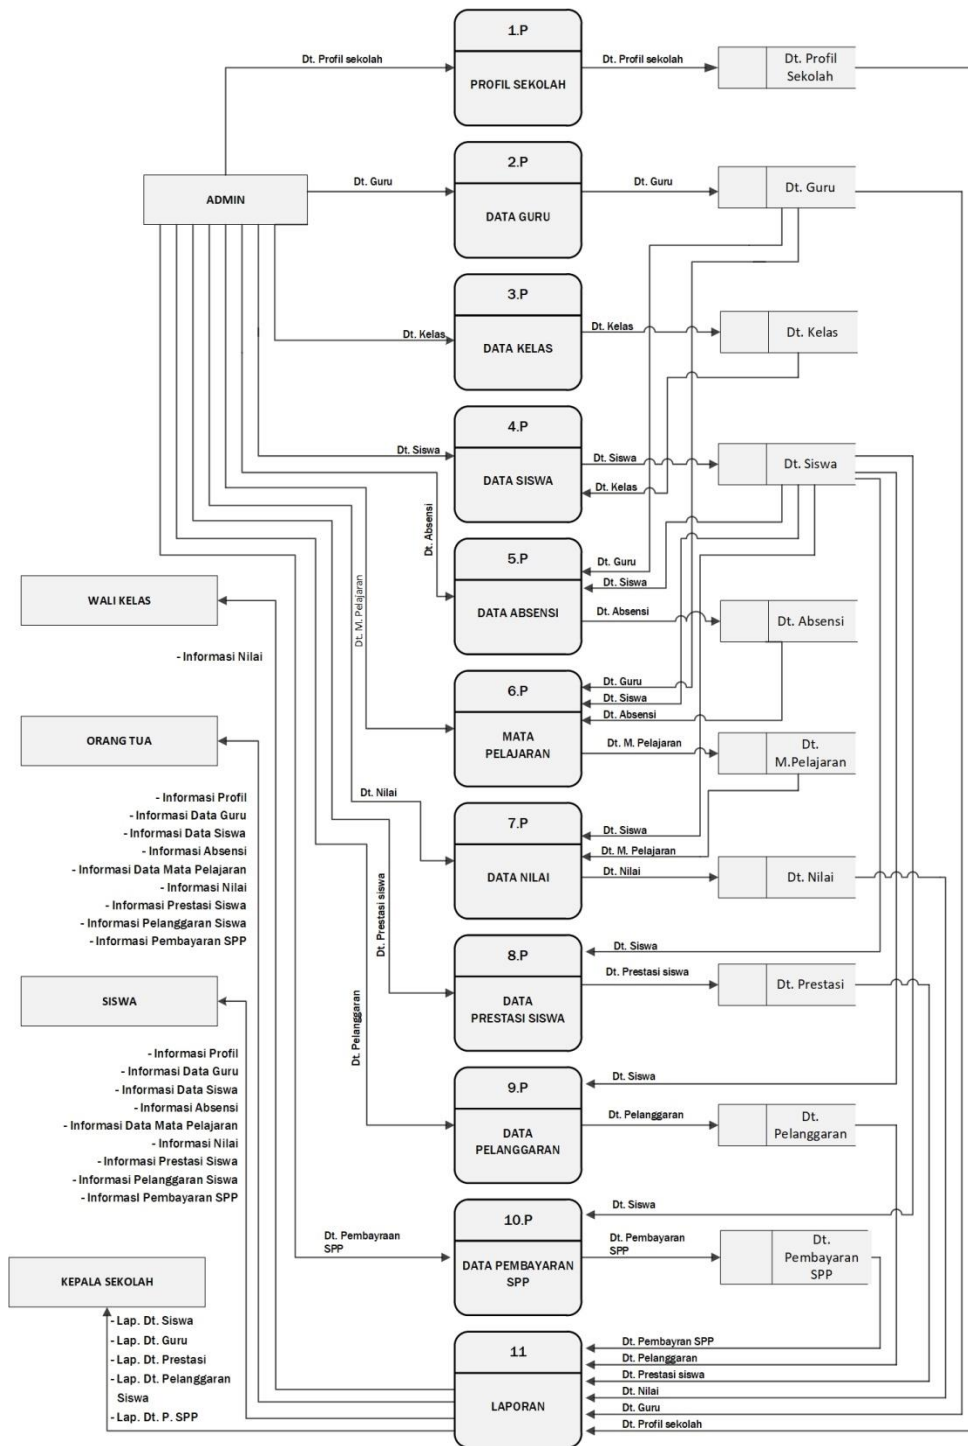 1.P
Dt. Profil sekolah
PROFIL SEKOLAH
Dt. Profil sekolah
Dt. Profil
Sekolah
ADMIN
2.P
Dt. Guru
DATA GURU
Dt. Guru
Dt. Guru
3.P
Dt. Kelas
DATA KELAS
Dt. Kelas
Dt. Kelas
4.P
Dt. Siswa
DATA SISWA
Dt. Siswa
Dt. Kelas
Dt. Siswa
5.P
Dt. Absensi
DATA ABSENSI
Dt. Guru
Dt. Siswa
Dt. Absensi
Dt. Absensi
WALI KELAS
- Informasi Nilai
6.P
Dt. M. Pelajaran
MATA
PELAJARAN
Dt. Guru
Dt. Siswa
Dt. Absensi
Dt. M. Pelajaran
Dt.
M.Pelajaran
ORANG TUA
- Informasi Profil
- Informasi Data Guru
- Informasi Data Siswa
- Informasi Absensi
- Informasi Data Mata Pelajaran
- Informasi Nilai
- Informasi Prestasi Siswa
- Informasi Pelanggaran Siswa
- Informasi Pembayaran SPP
7.P
Dt. Nilai
DATA NILAI
Dt. Siswa
Dt. M. Pelajaran
Dt. Nilai
Dt. Nilai
8.P
Dt. Prestasi siswa
DATA
PRESTASI SISWA
Dt. Siswa
Dt. Prestasi siswa
Dt. Prestasi
SISWA
- Informasi Profil
- Informasi Data Guru
- Informasi Data Siswa
- Informasi Absensi
- Informasi Data Mata Pelajaran
- Informasi Nilai
- Informasi Prestasi Siswa
- Informasi Pelanggaran Siswa
- InformasI Pembayaran SPP
9.P
Dt. Pelanggaran
DATA
PELANGGARAN
Dt. Siswa
Dt. Pelanggaran
Dt.
Pelanggaran
10.P
Dt. Pembayraan
SPP
DATA PEMBAYARAN
SPP
Dt. Siswa
Dt. Pembayaran
SPP
Dt.
Pembayaran
SPP
KEPALA SEKOLAH
- Lap. Dt. Siswa
- Lap. Dt. Guru
- Lap. Dt. Prestasi
- Lap. Dt. Pelanggaran
Siswa
- Lap. Dt. P. SPP
11
LAPORAN
Dt. Pembayran SPP
Dt. Pelanggaran
Dt. Prestasi siswa
Dt. Nilai
Dt. Guru
Dt. Profil sekolah